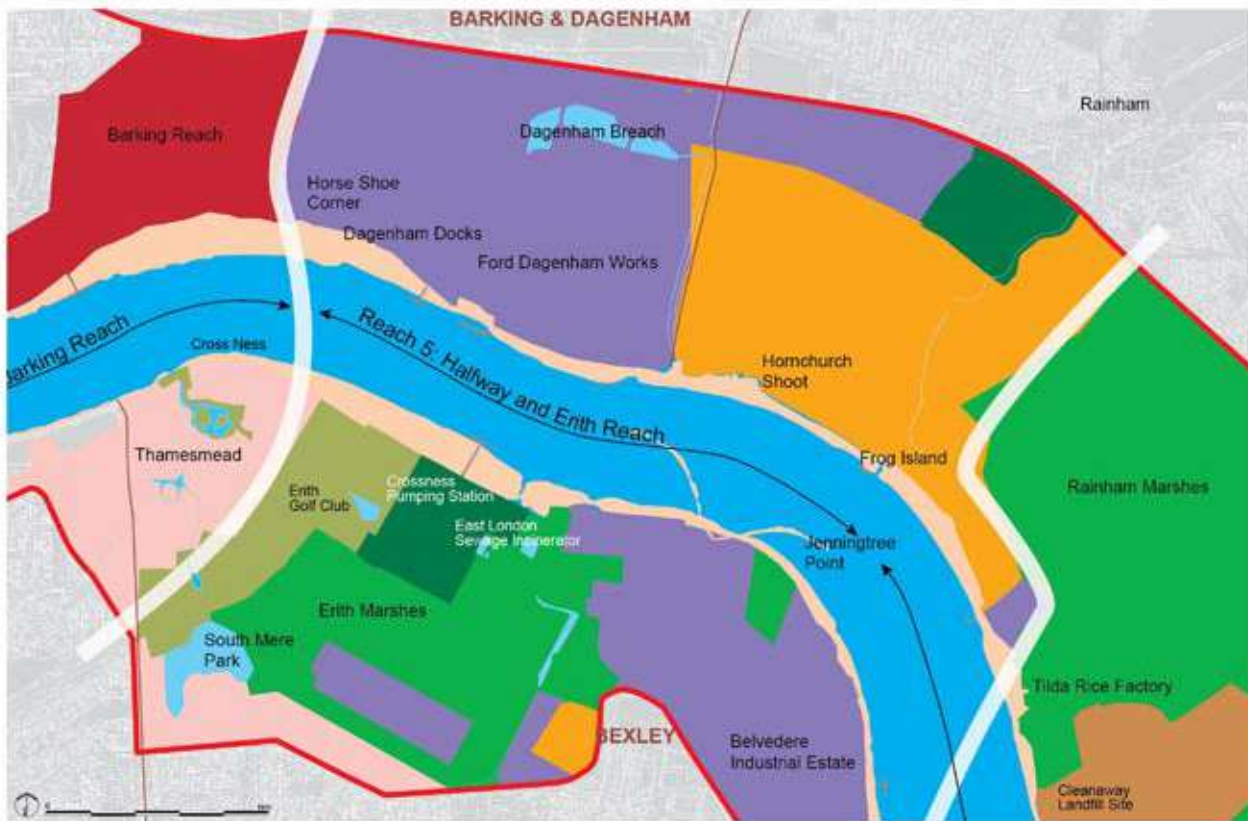 BARKING & DAGENHAM
Rainham
Barking Reach
Dagenham Breach
Horse Shoe
Corner
Dagenham Docks
Ford Dagenham Works
Barking Reach
Cross Ness
Reach 5: Halfway and Erith Reach
Hornchurch
Shoot
Thamesmead
Frog Island
Crossness
Pumping Station
Erith
Golf Club
Rainham Marshes
East London
Sewage Incinerator
Jenningtree
Point
Erith Marshes
South Mere
Park
Tilda Rice Factory
BEXLEY
Belvedere
Industrial Estate
Cleanaway
Landfill Site